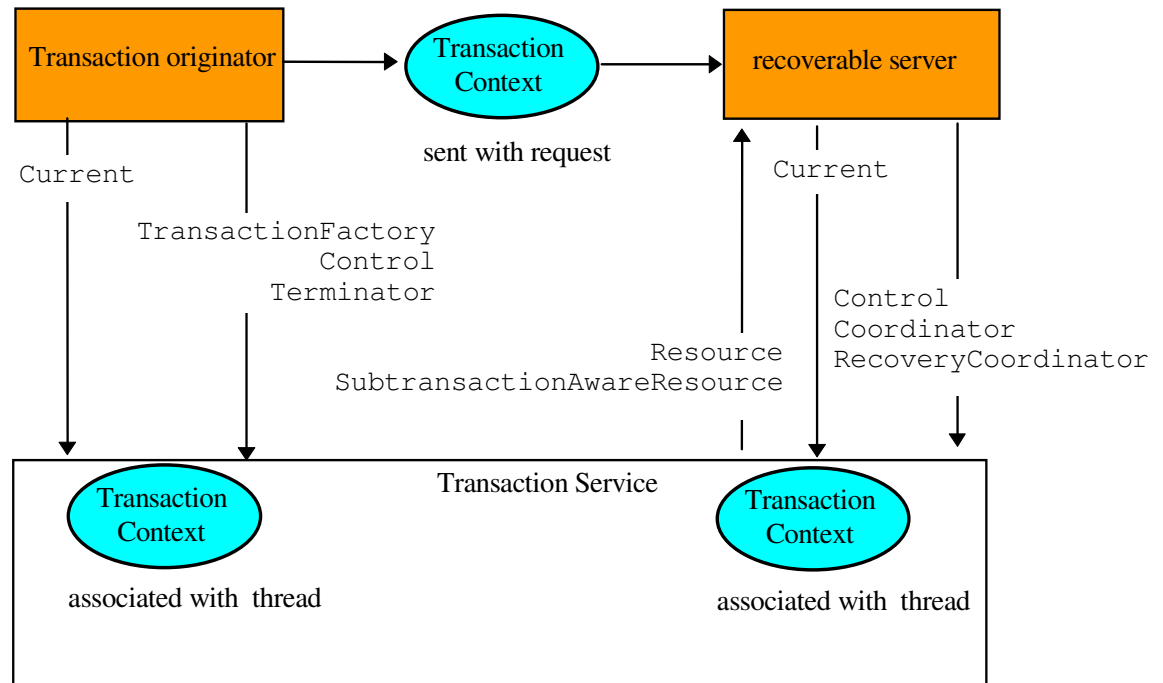 Transaction originator
Transaction
Context
recoverable server
sent with request
Current
Current
TransactionFactory
Control
Terminator
Control
Coordinator
RecoveryCoordinator
Resource
SubtransactionAwareResource
Transaction Service
Transaction
Context
Transaction
Context
associated with thread
associated with thread